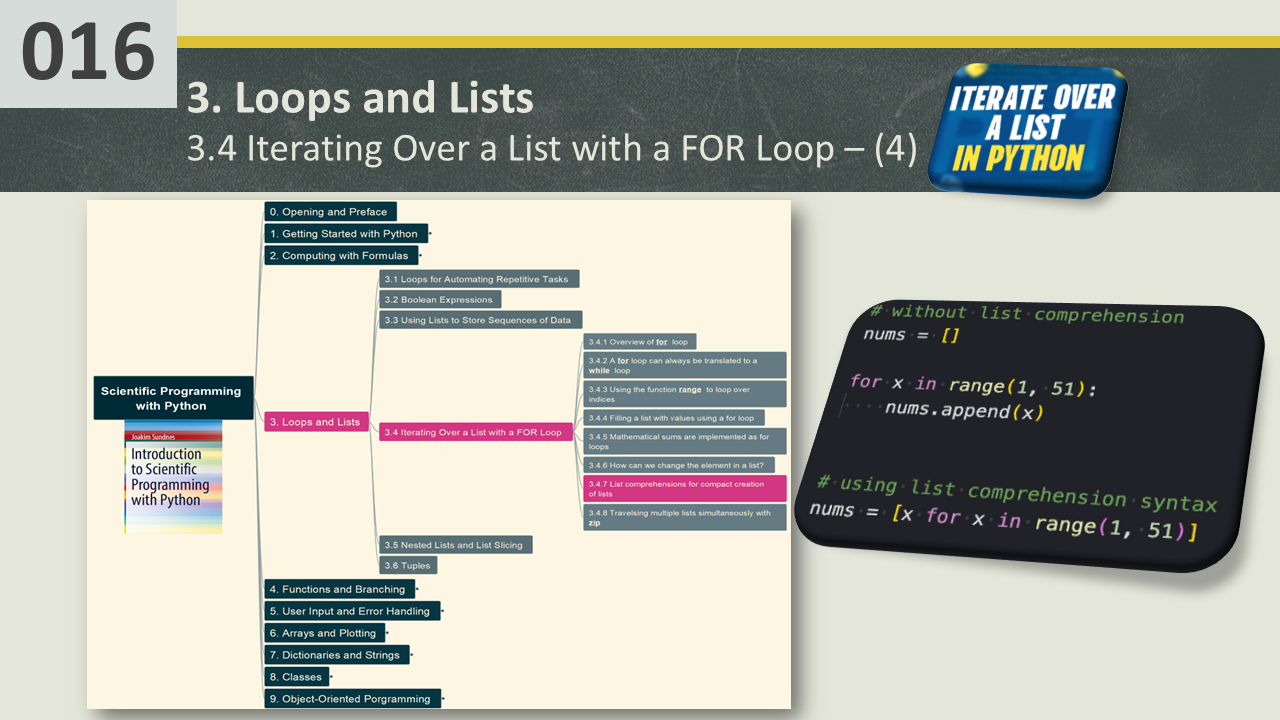 016
3. Loops and Lists
3.4 Iterating Over a List with a FOR Loop – (4)
ITERATE OVER
A LIST
IN PYTHON
0. Opening and Preface
1. Getting Started with Python
2. Computing with Formulas
3.1 Loops for Automating Repetitive Tasks
3.2 Boolean Expressions
3.3 Using Lists to Store Sequences of Data
3.4.1 Overview of for loop
3.4.2 A for loop can always be translated to a
while loop
3.4.3 Using the function range to loop over
indices
3.4.4 Filling a list with values using a for loop
3.4.5 Mathematical sums are implemented as for
loops
3.4.6 How can we change the element in a list?
3.4.7 List comprehensions for compact creation
of lists
3.4.8 Travelsing multiple lists simultaneously with
zip
Scientific Programming
with Python
3. Loops and Lists
3.4 Iterating Over a List with a FOR Loop
Joakim Sundnes
Introduction
to Scientific
Programming
with Python
3.5 Nested Lists and List Slicing
3.6 Tuples
4. Functions and Branching
5. User Input and Error Handling
6. Arrays and Plotting
7. Dictionaries and Strings
8. Classes
9. Object-Oriented Porgramming
# without list comprehension
nums = []
for x in range(1, 51):
nums.append(x)
# using list comprehension syntax
nums = [x for x in range(1, 51)]